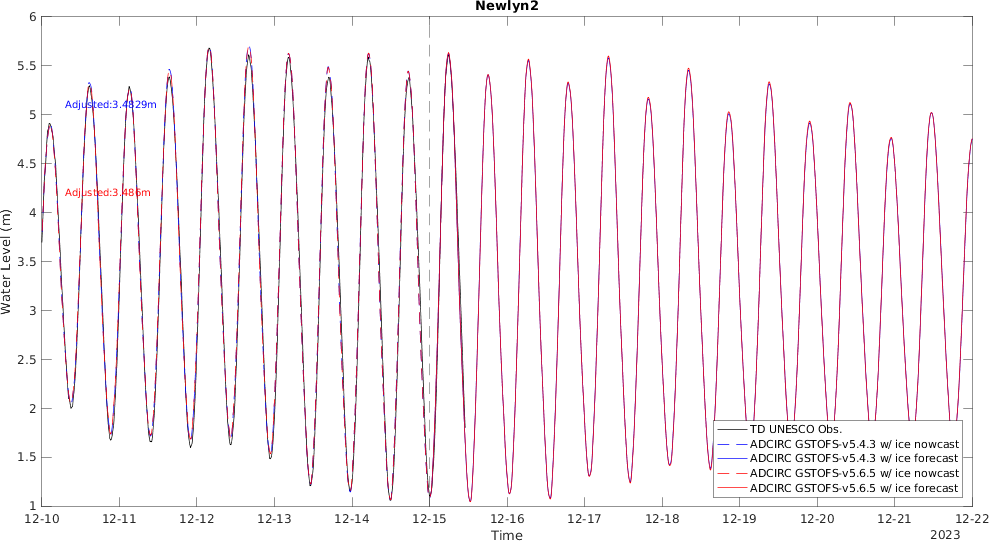 Newlyn2
6
5.5
5
4.5
4
3.5
3
2.5
2
1.5
1
Water Level (m)
Adjusted:3.4829m
Adjusted:3.486m
TD UNESCO Obs.
ADCIRC GSTOFS-v5.4.3 w/ ice nowcast
ADCIRC GSTOFS-v5.4.3 w/ ice forecast
ADCIRC GSTOFS-v5.6.5 w/ ice nowcast
ADCIRC GSTOFS-v5.6.5 w/ ice forecast
12-10 12-11 12-12 12-13 12-14 12-15 12-16 12-17 12-18 12-19 12-20 12-21 12-22
Time
2023